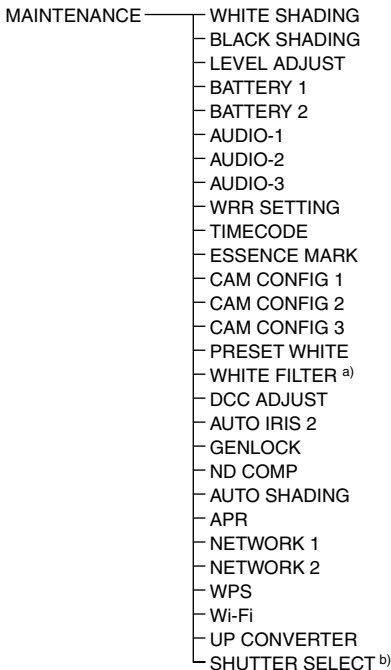 MAINTENANCE WHITE SHADING
BLACK SHADING
LEVEL ADJUST
BATTERY 1
BATTERY 2
AUDIO-1
AUDIO-2
AUDIO-3
WRR SETTING
TIMECODE
ESSENCE MARK
CAM CONFIG 1
CAM CONFIG 2
CAM CONFIG 3
PRESET WHITE
WHITE FILTER a)
DCC ADJUST
AUTO IRIS 2
GENLOCK
ND COMP
AUTO SHADING
APR
NETWORK 1
NETWORK 2
WPS
Wi-Fi
UP CONVERTER
SHUTTER SELECT b)